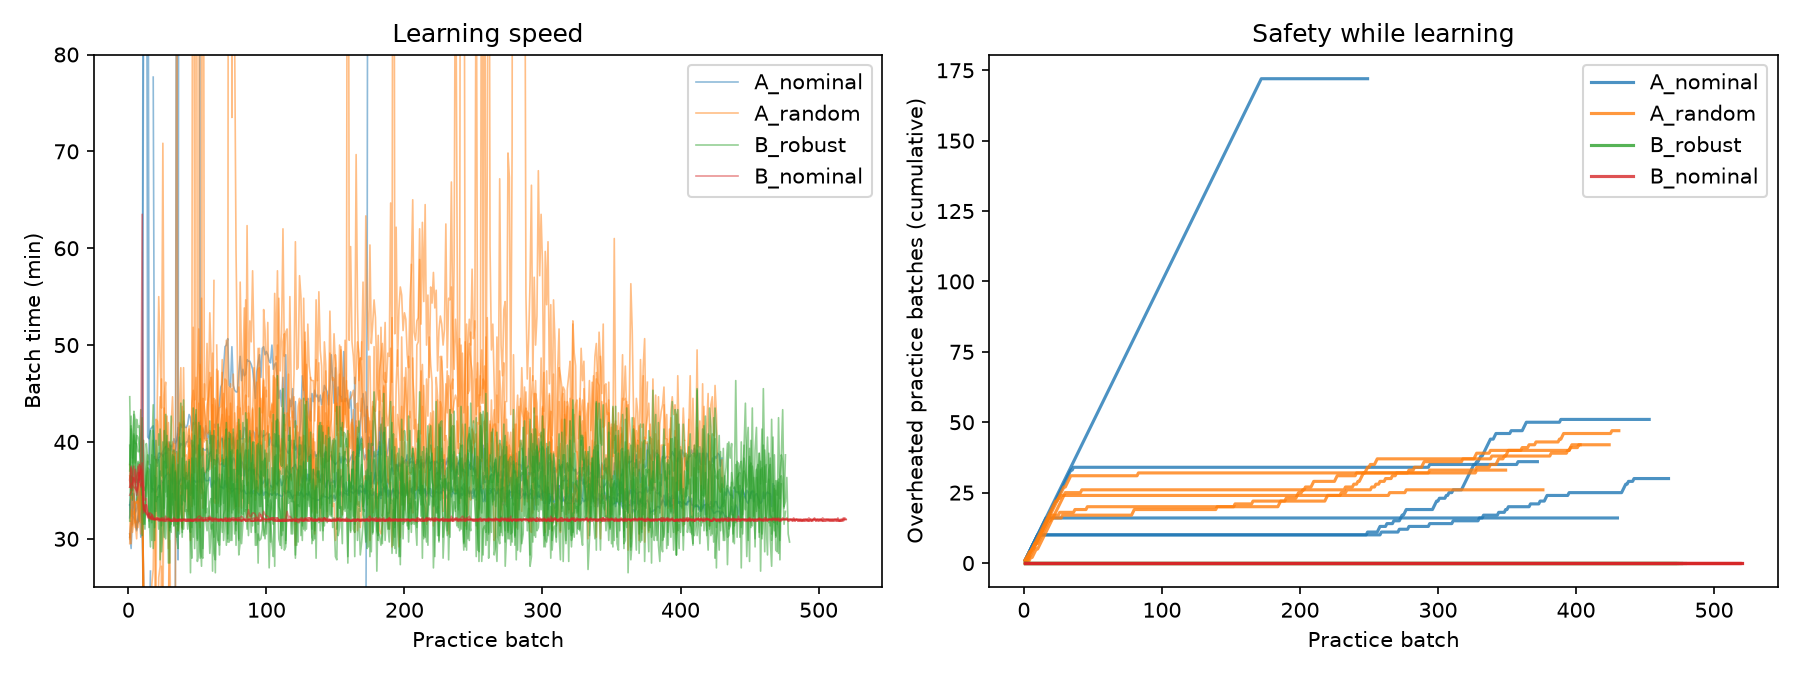 Learning speed
80
70
60
50
40
30
Batch time (min)
0
100
200
300
400
500
Practice batch
A_nominal
A_random
B_robust
B_nominal
Safety while learning
175
150
125
100
75
50
25
0
Overheated practice batches (cumulative)
0
100
200
300
400
500
Practice batch
A_nominal
A_random
B_robust
B_nominal